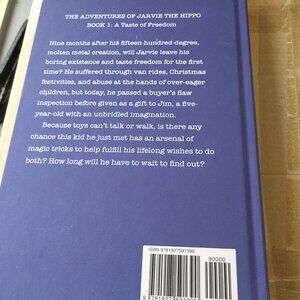 THE ADVENTURES OF JARVIE THE HIPPO
BOOK 1: A Taste of Freedom
Nine months after his fifteen-hundred-degree,
molten metal creation, will Jarvie leave his
boring existence and taste freedom for the first
time? He suffered through van rides, Christmas
festivities, and abuse at the hands of over-eager
children, but today, he passed a buyer's flaw
inspection before given as a gift to Jim, a five-
year-old with an unbridled imagination.
Because toys can't talk or walk, is there any
chance this kid he just met has an arsenal of
magic tricks to help fulfill his lifelong wishes to do
both? How long will he have to wait to find out?
ISBN 9781927591390
90000